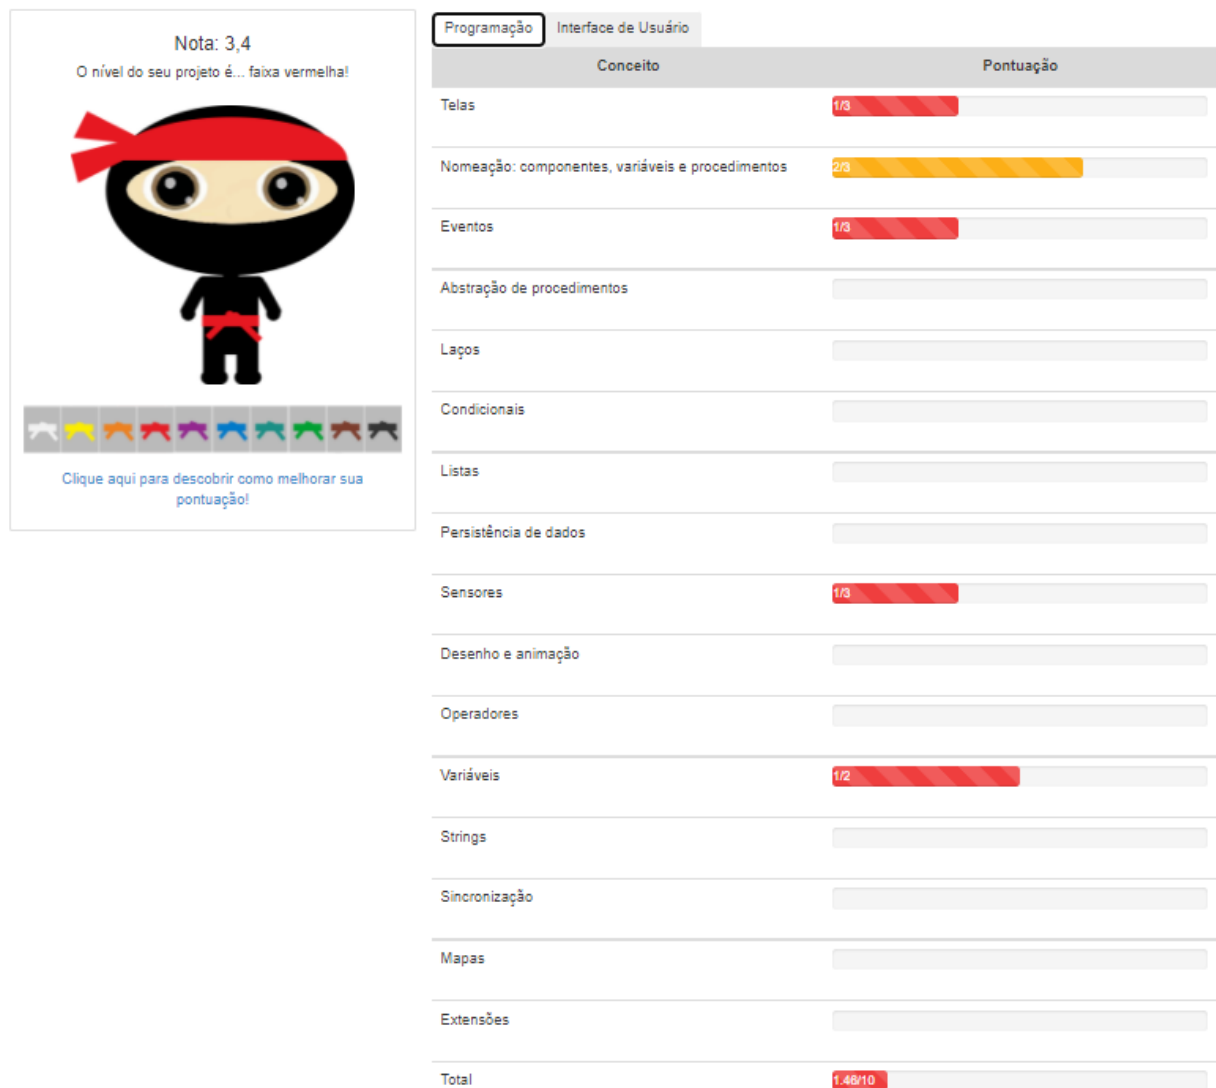 Nota: 3,4
O nível do seu projeto é... faixa vermelha!
Clique aqui para descobrir como melhorar sua
pontuação!
Programação Interface de Usuário
Conceito Pontuação
Telas 1/3
Nomeação: componentes, variáveis e procedimentos 2/3
Eventos 1/3
Abstração de procedimentos
Laços
Condicionais
Listas
Persistência de dados
Sensores 1/3
Desenho e animação
Operadores
Variáveis 1/2
Strings
Sincronização
Mapas
Extensões
Total 1.46/10